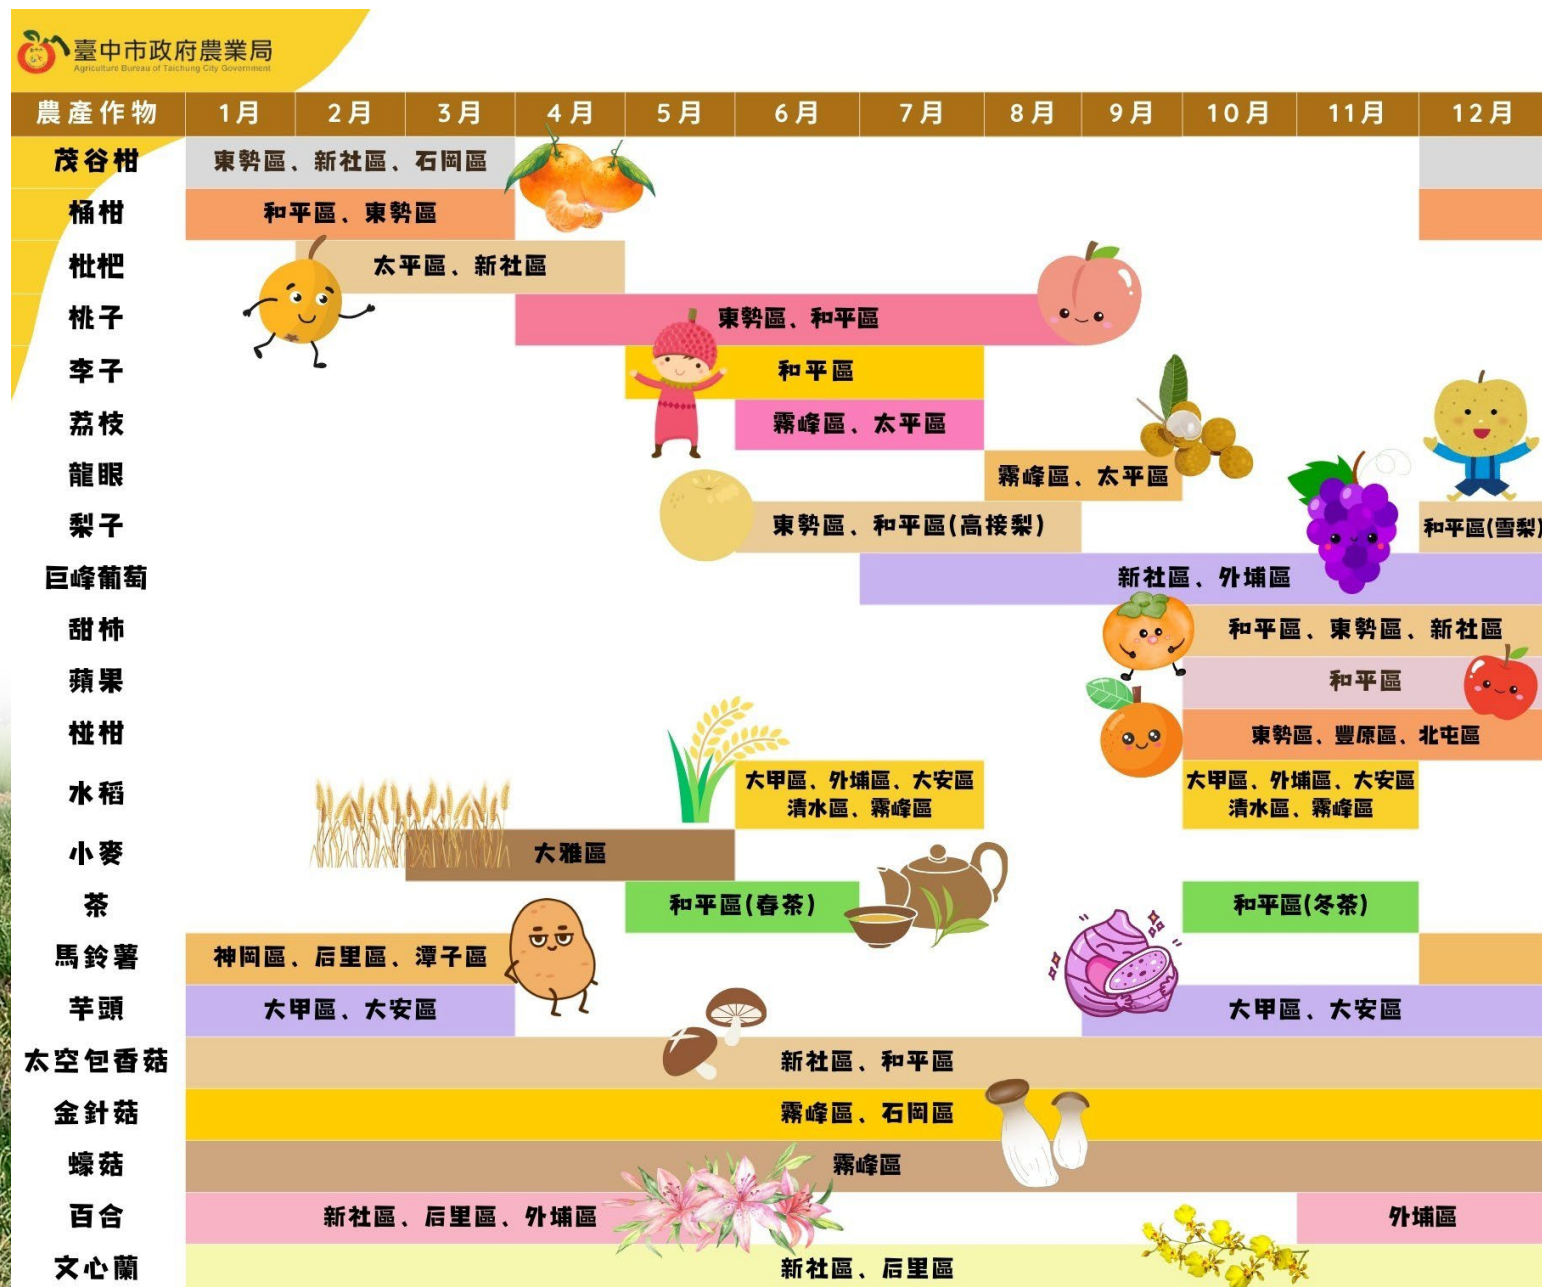 臺中市政府農業局
Agriculture Bureau of Taichung City Government
農產作物 1月 2月 3月 4月 5月 6月 7月 8月 9月 10月 11月 12月
茂谷柑 東勢區、新社區、石岡區
桶柑 和平區、東勢區
枇杷 太平區、新社區
桃子 東勢區、和平區
李子 和平區
荔枝 霧峰區、太平區
龍眼 霧峰區、太平區
梨子 東勢區、和平區(高接梨) 和平區(雪梨)
巨峰葡萄 新社區、外埔區
甜柿 和平區、東勢區、新社區
蘋果 和平區
椪柑 東勢區、豐原區、北屯區
水稻 大甲區、外埔區、大安區 大甲區、外埔區、大安區
清水區、霧峰區 清水區、霧峰區
小麥 大雅區
茶 和平區(春茶) 和平區(冬茶)
馬鈴薯 神岡區、后里區、潭子區
芋頭 大甲區、大安區 大甲區、大安區
太空包香菇 新社區、和平區
金針菇 霧峰區、石岡區
蠔菇 霧峰區
百合 新社區、后里區、外埔區 外埔區
文心蘭 新社區、后里區